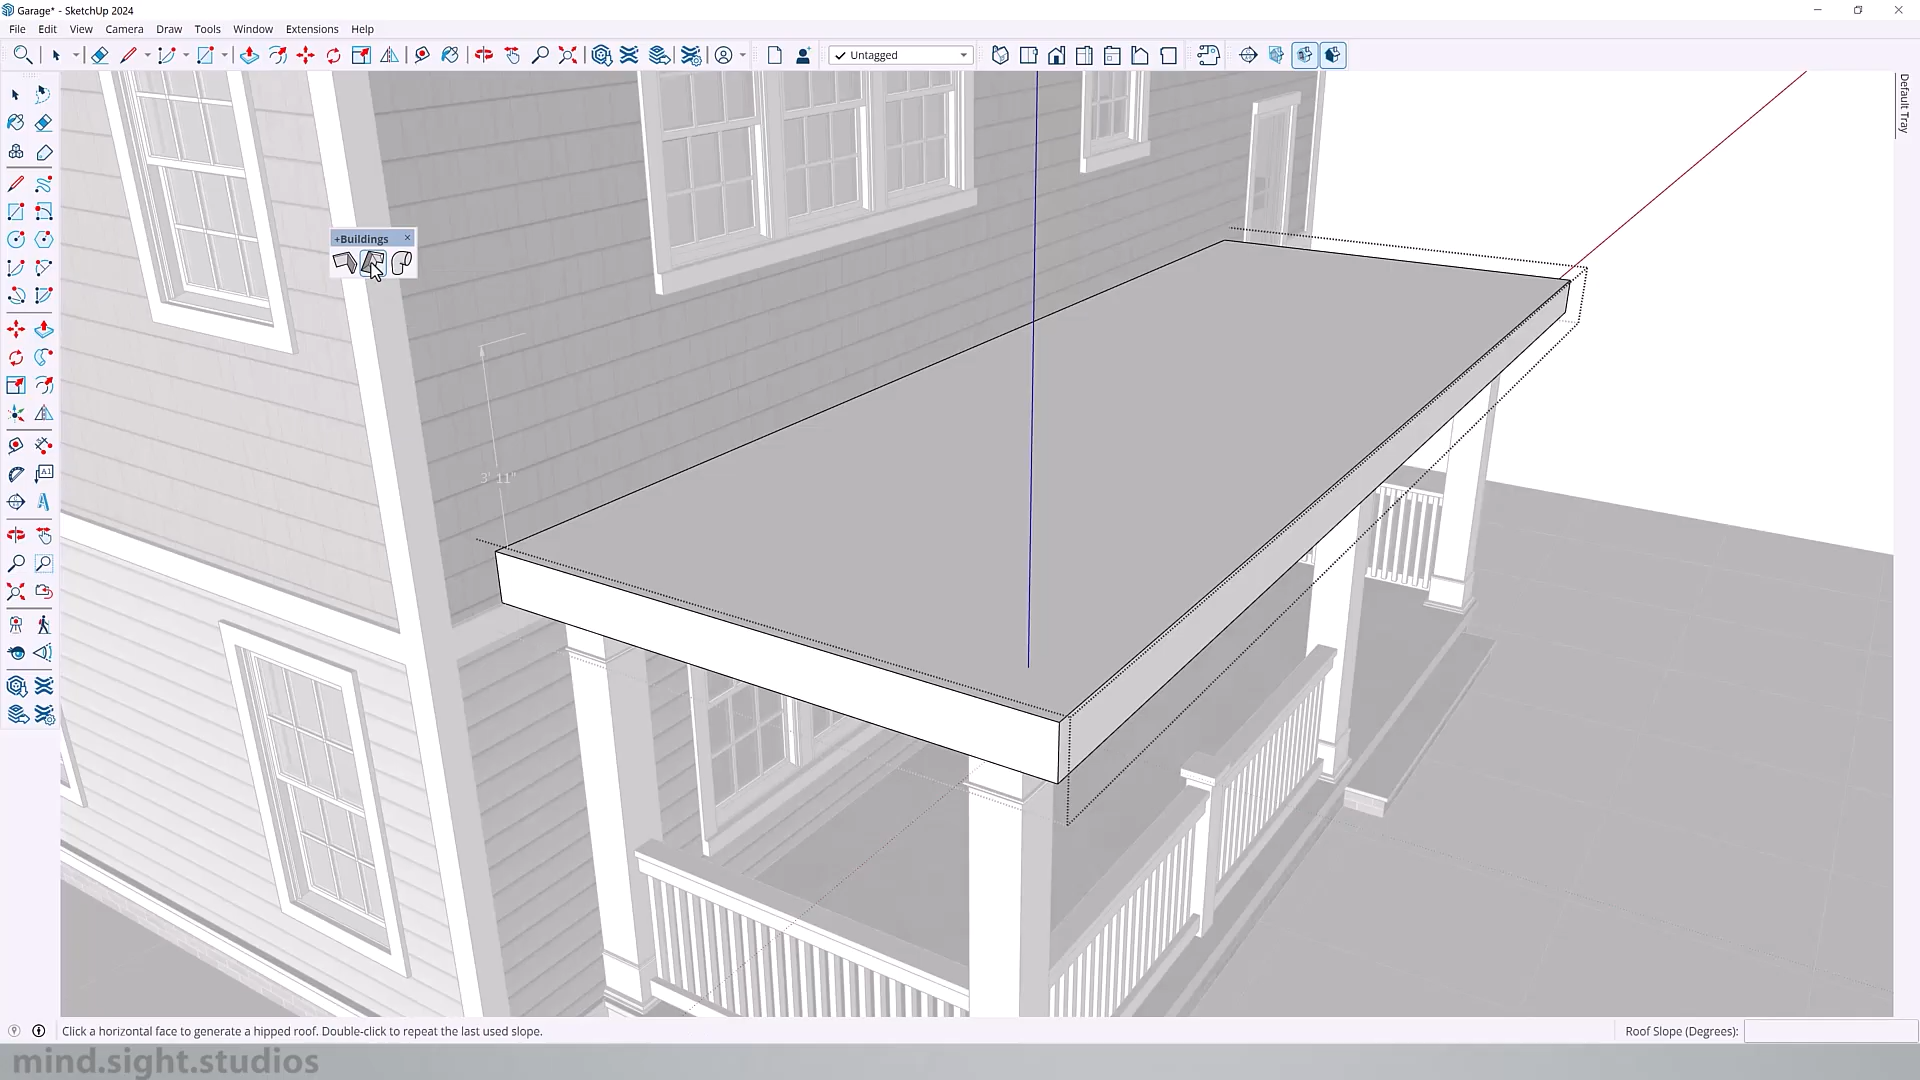 Garage* - SketchUp 2024
File Edit View Camera Draw Tools Window Extensions Help
✓ Untagged
Default Tray
+Buildings
A1
3' 11"
Click a horizontal face to generate a hipped roof. Double-click to repeat the last used slope.
Roof Slope (Degrees):
mind.sight.studios